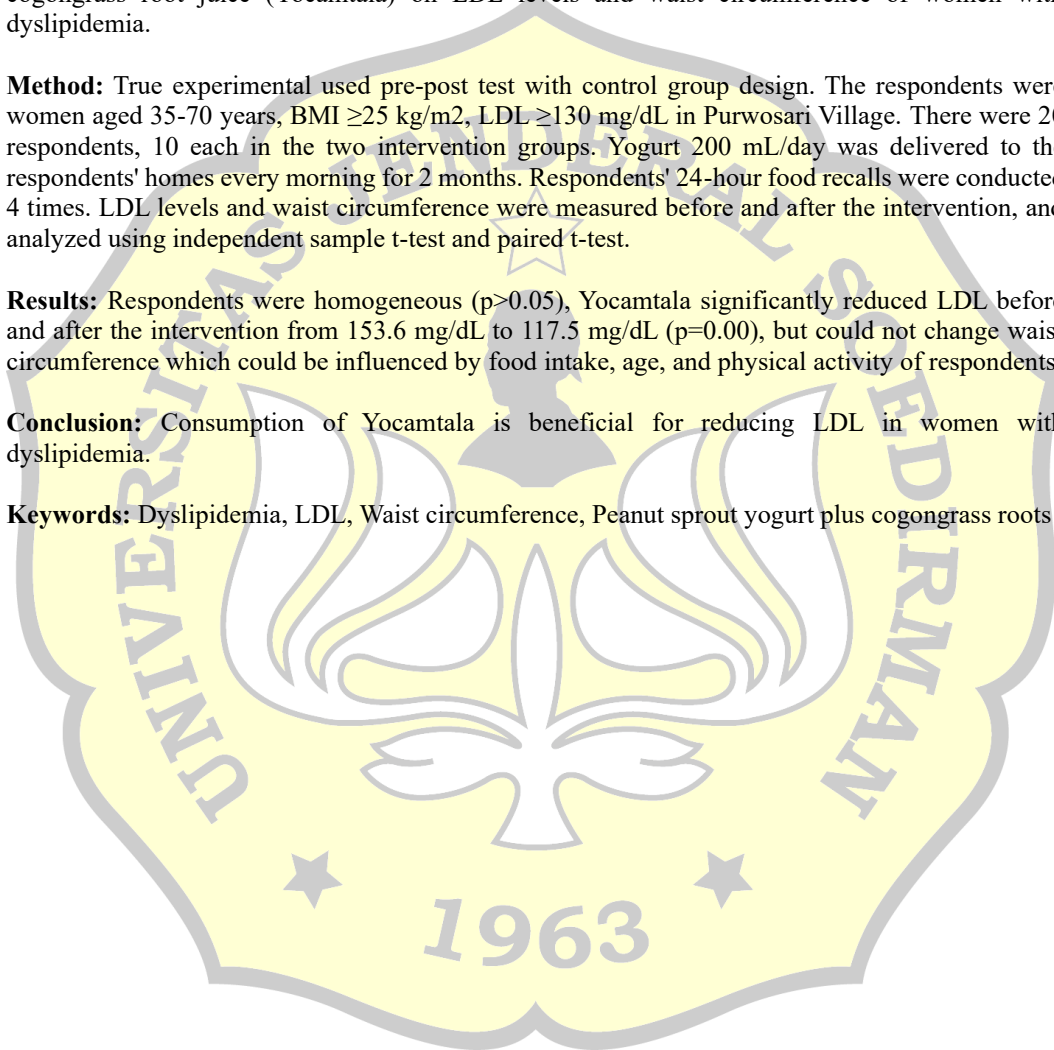 cogongrass root juice (Yocamtala) on LDL levels and waist circumference of women with
dyslipidemia.
Method: True experimental used pre-post test with control group design. The respondents were
women aged 35-70 years, BMI ≥25 kg/m2, LDL ≥130 mg/dL in Purwosari Village. There were 20
respondents, 10 each in the two intervention groups. Yogurt 200 mL/day was delivered to the
respondents' homes every morning for 2 months. Respondents' 24-hour food recalls were conducted
4 times. LDL levels and waist circumference were measured before and after the intervention, and
analyzed using independent sample t-test and paired t-test.
Results: Respondents were homogeneous (p>0.05), Yocamtala significantly reduced LDL before
and after the intervention from 153.6 mg/dL to 117.5 mg/dL (p=0.00), but could not change waist
circumference which could be influenced by food intake, age, and physical activity of respondents
Conclusion: Consumption of Yocamtala is beneficial for reducing LDL in women with
dyslipidemia.
Keywords: Dyslipidemia, LDL, Waist circumference, Peanut sprout yogurt plus cogongrass roots
UNIVERSITAS JENDERAL SOEDIRMAN
1963